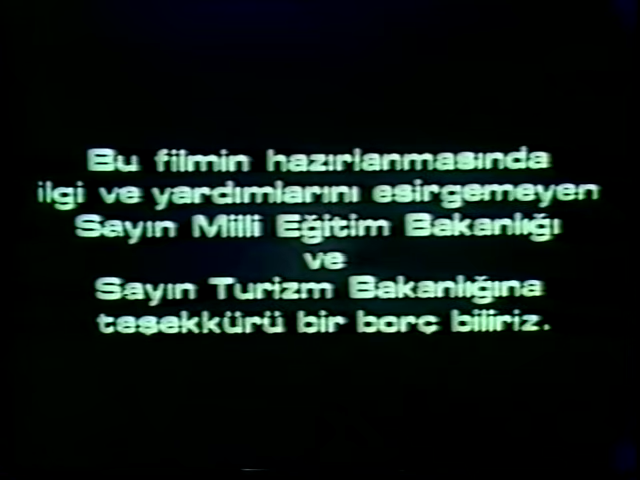 Bu filmin hazırlanmasında
ilgi ve yardımlarını esirgemeyen
Sayın Milli Eğitim Bakanlığı
ve
Sayın Turizm Bakanlığına
teşekkürü bir borç biliriz.